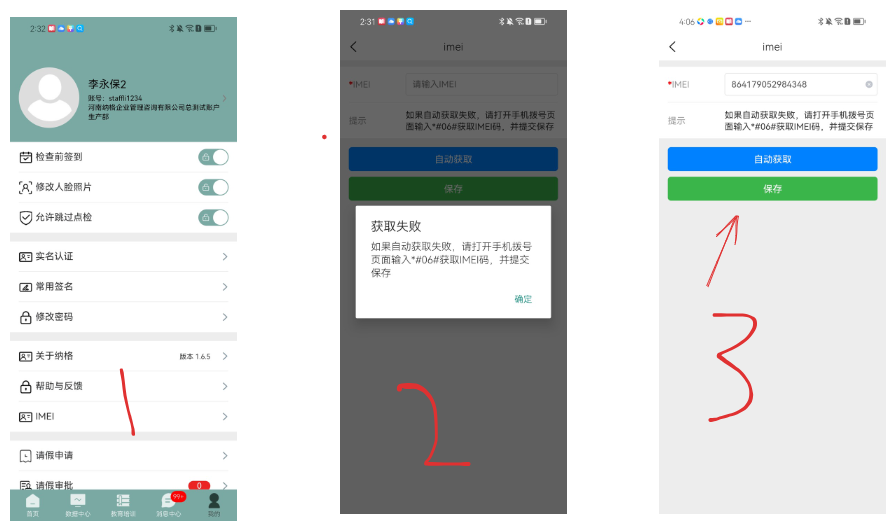 2:32
李永保2
账号：staffli1234
河南纳格企业管理咨询有限公司总测试账户
生产部
检查前签到
修改人脸照片
允许跳过点检
实名认证
常用签名
修改密码
关于纳格 版本 1.6.5
帮助与反馈
IMEI
请假申请
请假审批 0
99+
首页 数据中心 教育培训 消息中心 我的
1
2:31
imei
*IMEI 请输入IMEI
提示 如果自动获取失败，请打开手机拨号页
面输入*#06#获取IMEI码，并提交保存
自动获取
保存
获取失败
如果自动获取失败，请打开手机拨号
页面输入*#06#获取IMEI码，并提交
保存
确定
2
4:06
imei
*IMEI 864179052984348
提示 如果自动获取失败，请打开手机拨号页
面输入*#06#获取IMEI码，并提交保存
自动获取
保存
3